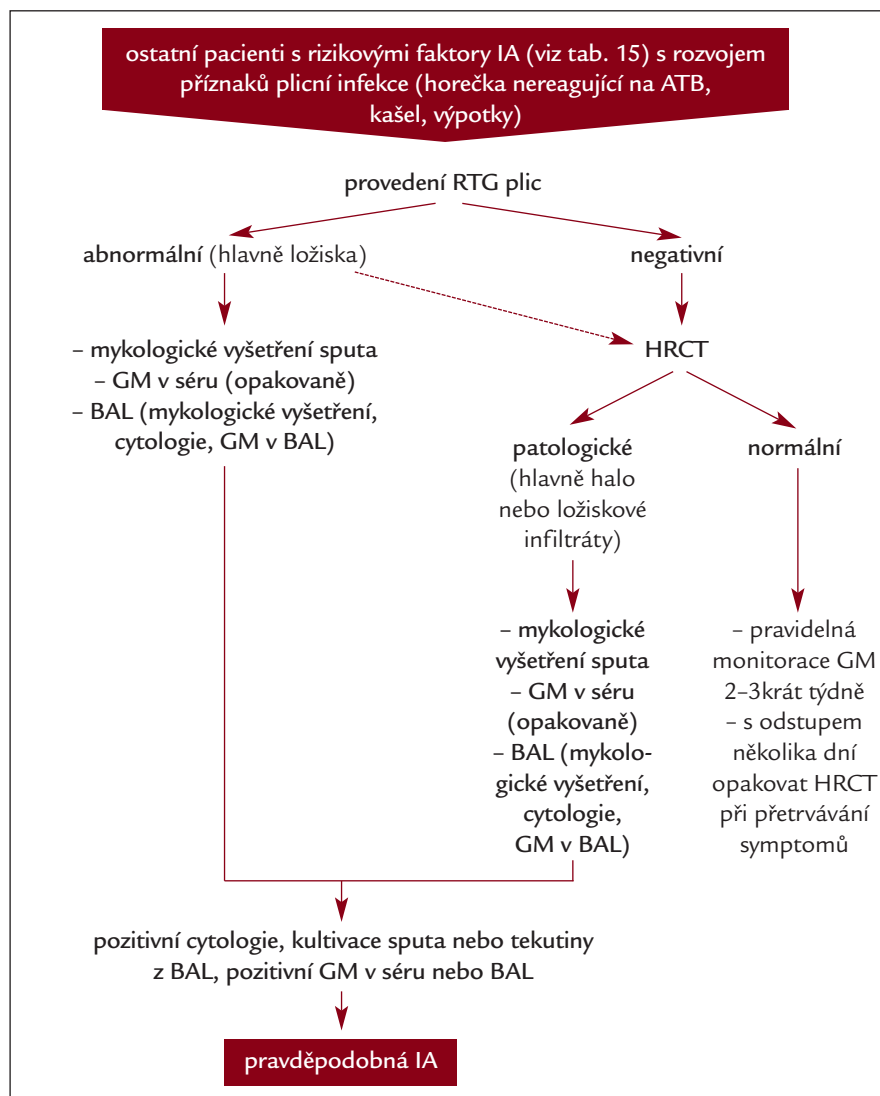 ostatní pacienti s rizikovými faktory IA (viz tab. 15) s rozvojem
příznaků plicní infekce (horečka nereagující na ATB,
kašel, výpotky)
provedení RTG plic
abnormální (hlavně ložiska)
negativní
– mykologické vyšetření sputa
– GM v séru (opakovaně)
– BAL (mykologické vyšetření,
cytologie, GM v BAL)
HRCT
patologické
(hlavně halo
nebo ložiskové
infiltráty)
normální
– mykologické
vyšetření sputa
– GM v séru
(opakovaně)
– BAL (mykolo-
gické vyšetření,
cytologie,
GM v BAL)
– pravidelná
monitorace GM
2–3krát týdně
– s odstupem
několika dní
opakovat HRCT
při přetrvávání
symptomů
pozitivní cytologie, kultivace sputa nebo tekutiny
z BAL, pozitivní GM v séru nebo BAL
pravděpodobná IA